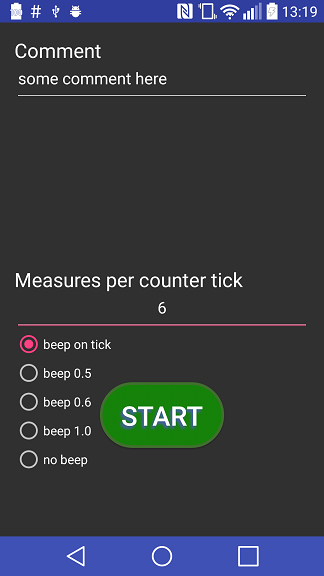 13:19
Comment
some comment here
Measures per counter tick
6
beep on tick
beep 0.5
beep 0.6
beep 1.0
no beep
START